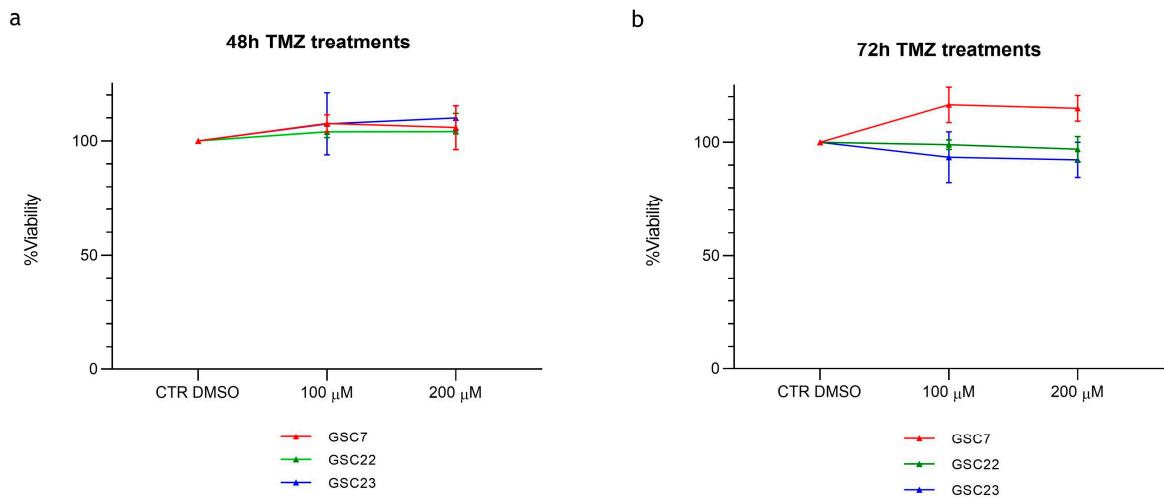 a
48h TMZ treatments
%Viability
100
50
0
CTR DMSO 100 μM 200 μM
GSC7
GSC22
GSC23
b
72h TMZ treatments
%Viability
100
50
0
CTR DMSO 100 μM 200 μM
GSC7
GSC22
GSC23